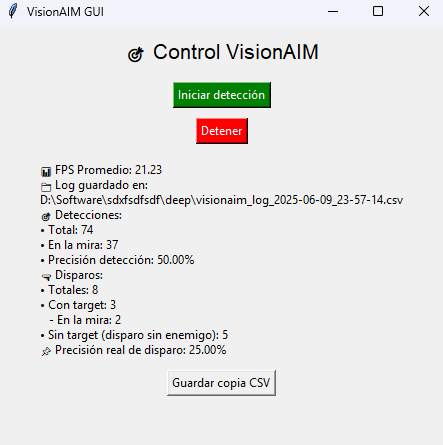 VisionAIM GUI
🎯 Control VisionAIM
Iniciar detección
Detener
📊 FPS Promedio: 21.23
📁 Log guardado en:
D:\Software\sdxfsdfsdf\deep\visionaim_log_2025-06-09_23-57-14.csv
🎯 Detecciones:
• Total: 74
• En la mira: 37
• Precisión detección: 50.00%
🔫 Disparos:
• Totales: 8
• Con target: 3
- En la mira: 2
• Sin target (disparo sin enemigo): 5
📌 Precisión real de disparo: 25.00%
Guardar copia CSV